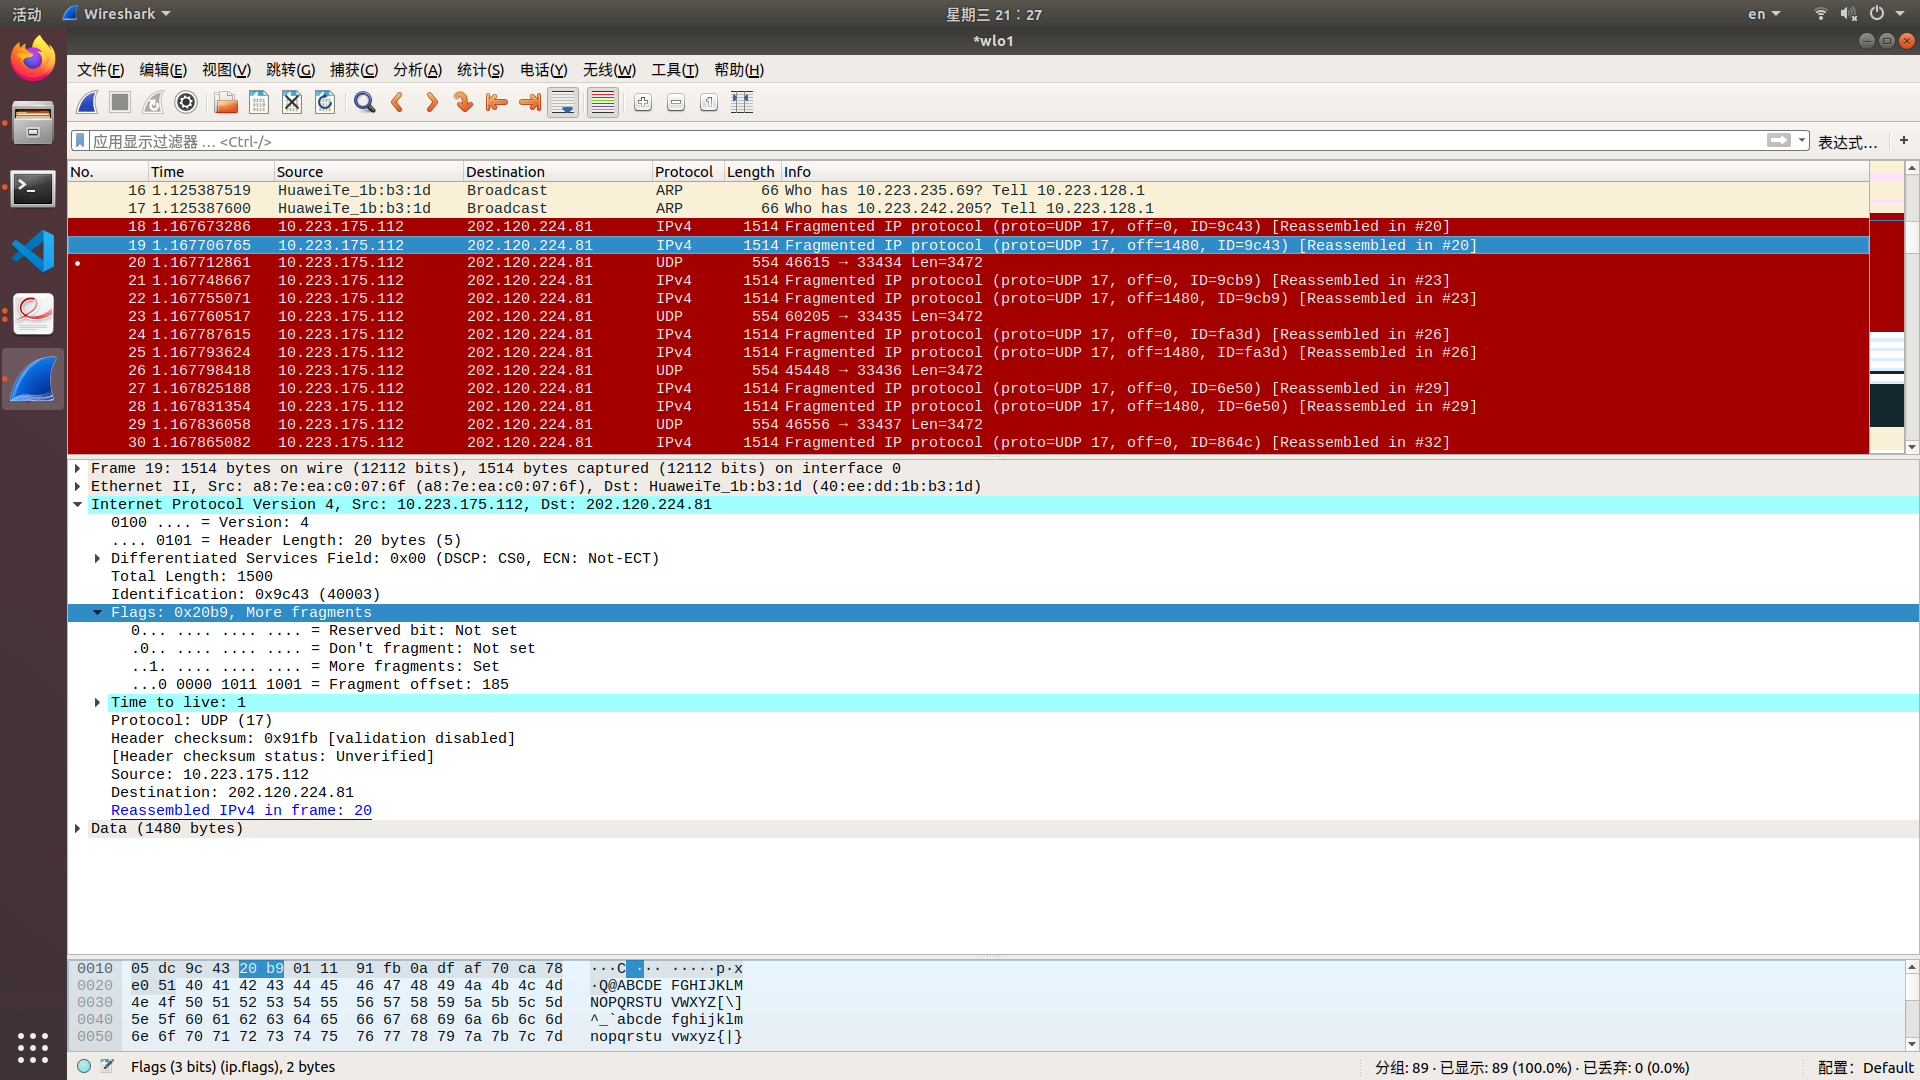 活动 Wireshark 星期三 21：27 en
*wlo1
文件(F) 编辑(E) 视图(V) 跳转(G) 捕获(C) 分析(A) 统计(S) 电话(Y) 无线(W) 工具(T) 帮助(H)
应用显示过滤器 … <Ctrl-/> 表达式… +
No. Time Source Destination Protocol Length Info
16 1.125387519 HuaweiTe_1b:b3:1d Broadcast ARP 66 Who has 10.223.235.69? Tell 10.223.128.1
17 1.125387600 HuaweiTe_1b:b3:1d Broadcast ARP 66 Who has 10.223.242.205? Tell 10.223.128.1
18 1.167673286 10.223.175.112 202.120.224.81 IPv4 1514 Fragmented IP protocol (proto=UDP 17, off=0, ID=9c43) [Reassembled in #20]
19 1.167706765 10.223.175.112 202.120.224.81 IPv4 1514 Fragmented IP protocol (proto=UDP 17, off=1480, ID=9c43) [Reassembled in #20]
20 1.167712861 10.223.175.112 202.120.224.81 UDP 554 46615 → 33434 Len=3472
21 1.167748667 10.223.175.112 202.120.224.81 IPv4 1514 Fragmented IP protocol (proto=UDP 17, off=0, ID=9cb9) [Reassembled in #23]
22 1.167755071 10.223.175.112 202.120.224.81 IPv4 1514 Fragmented IP protocol (proto=UDP 17, off=1480, ID=9cb9) [Reassembled in #23]
23 1.167760517 10.223.175.112 202.120.224.81 UDP 554 60205 → 33435 Len=3472
24 1.167787615 10.223.175.112 202.120.224.81 IPv4 1514 Fragmented IP protocol (proto=UDP 17, off=0, ID=fa3d) [Reassembled in #26]
25 1.167793624 10.223.175.112 202.120.224.81 IPv4 1514 Fragmented IP protocol (proto=UDP 17, off=1480, ID=fa3d) [Reassembled in #26]
26 1.167798418 10.223.175.112 202.120.224.81 UDP 554 45448 → 33436 Len=3472
27 1.167825188 10.223.175.112 202.120.224.81 IPv4 1514 Fragmented IP protocol (proto=UDP 17, off=0, ID=6e50) [Reassembled in #29]
28 1.167831354 10.223.175.112 202.120.224.81 IPv4 1514 Fragmented IP protocol (proto=UDP 17, off=1480, ID=6e50) [Reassembled in #29]
29 1.167836058 10.223.175.112 202.120.224.81 UDP 554 46556 → 33437 Len=3472
30 1.167865082 10.223.175.112 202.120.224.81 IPv4 1514 Fragmented IP protocol (proto=UDP 17, off=0, ID=864c) [Reassembled in #32]
Frame 19: 1514 bytes on wire (12112 bits), 1514 bytes captured (12112 bits) on interface 0
Ethernet II, Src: a8:7e:ea:c0:07:6f (a8:7e:ea:c0:07:6f), Dst: HuaweiTe_1b:b3:1d (40:ee:dd:1b:b3:1d)
Internet Protocol Version 4, Src: 10.223.175.112, Dst: 202.120.224.81
0100 .... = Version: 4
.... 0101 = Header Length: 20 bytes (5)
Differentiated Services Field: 0x00 (DSCP: CS0, ECN: Not-ECT)
Total Length: 1500
Identification: 0x9c43 (40003)
Flags: 0x20b9, More fragments
0... .... .... .... = Reserved bit: Not set
.0.. .... .... .... = Don't fragment: Not set
..1. .... .... .... = More fragments: Set
...0 0000 1011 1001 = Fragment offset: 185
Time to live: 1
Protocol: UDP (17)
Header checksum: 0x91fb [validation disabled]
[Header checksum status: Unverified]
Source: 10.223.175.112
Destination: 202.120.224.81
Reassembled IPv4 in frame: 20
Data (1480 bytes)
0010 05 dc 9c 43 20 b9 01 11 91 fb 0a df af 70 ca 78 ···C ··· ·····p·x
0020 e0 51 40 41 42 43 44 45 46 47 48 49 4a 4b 4c 4d ·Q@ABCDE FGHIJKLM
0030 4e 4f 50 51 52 53 54 55 56 57 58 59 5a 5b 5c 5d NOPQRSTU VWXYZ[\]
0040 5e 5f 60 61 62 63 64 65 66 67 68 69 6a 6b 6c 6d ^_`abcde fghijklm
0050 6e 6f 70 71 72 73 74 75 76 77 78 79 7a 7b 7c 7d nopqrstu vwxyz{|}
Flags (3 bits) (ip.flags), 2 bytes 分组: 89 · 已显示: 89 (100.0%) · 已丢弃: 0 (0.0%) 配置： Default